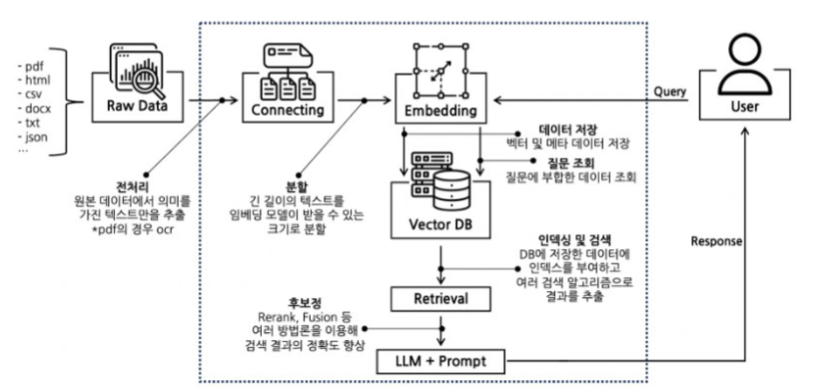 - pdf
- html
- csv
- docx
- txt
- json
...
Raw Data
Connecting
Embedding
Query
User
전처리
원본 데이터에서 의미를
가진 텍스트만을 추출
*pdf의 경우 ocr
분할
긴 길이의 텍스트를
임베딩 모델이 받을 수 있는
크기로 분할
데이터 저장
벡터 및 메타 데이터 저장
질문 조회
질문에 부합한 데이터 조회
Vector DB
인덱싱 및 검색
DB에 저장한 데이터에
인덱스를 부여하고
여러 검색 알고리즘으로
결과를 추출
Response
Retrieval
후보정
Rerank, Fusion 등
여러 방법론을 이용해
검색 결과의 정확도 향상
LLM + Prompt